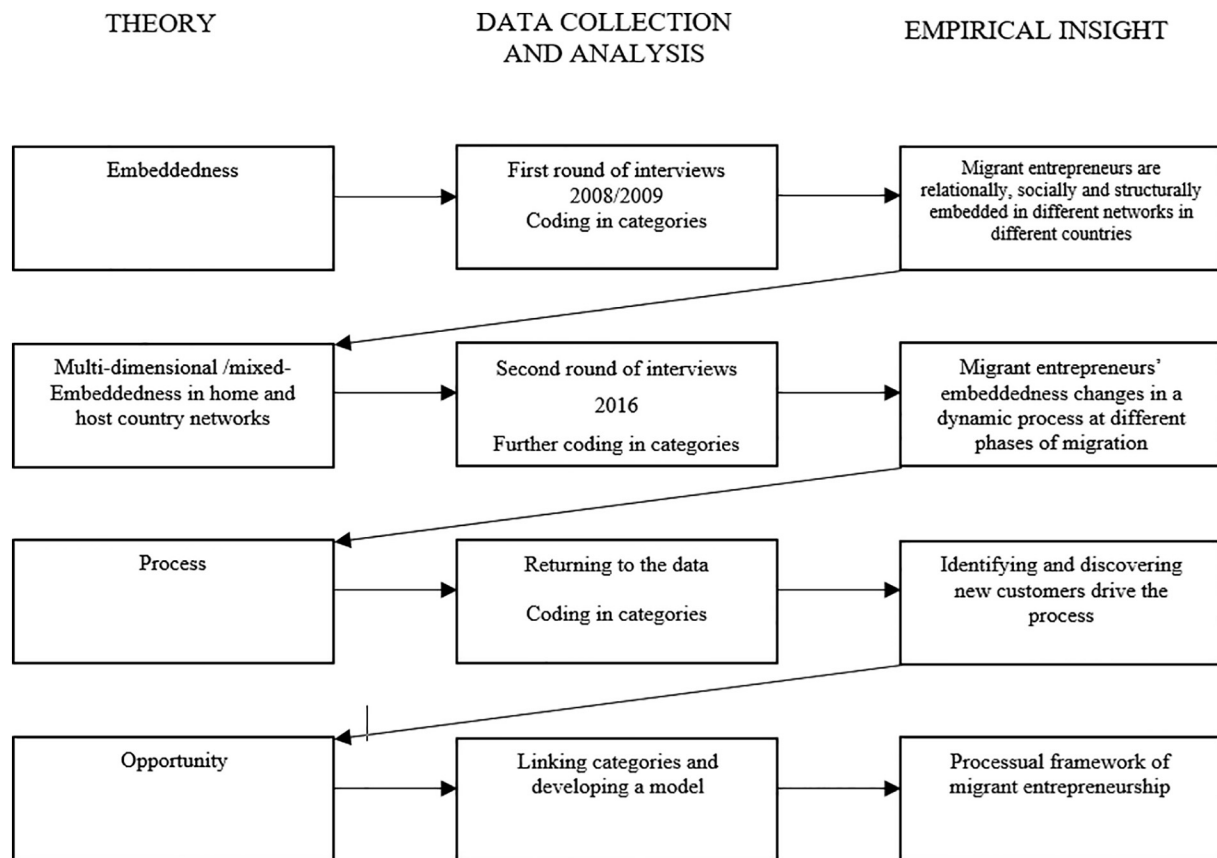 THEORY
DATA COLLECTION
AND ANALYSIS
EMPIRICAL INSIGHT
Embeddedness
First round of interviews
2008/2009
Coding in categories
Migrant entrepreneurs are
relationally, socially and structurally
embedded in different networks in
different countries
Multi-dimensional /mixed-
Embeddedness in home and
host country networks
Second round of interviews
2016
Further coding in categories
Migrant entrepreneurs’
embeddedness changes in a
dynamic process at different
phases of migration
Process
Returning to the data
Coding in categories
Identifying and discovering
new customers drive the
process
Opportunity
Linking categories and
developing a model
Processual framework of
migrant entrepreneurship